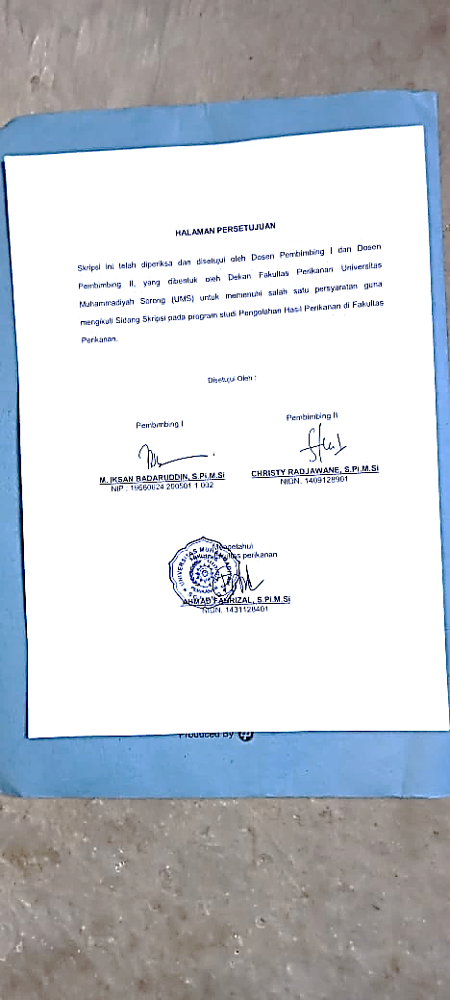 HALAMAN PERSETUJUAN
Skripsi ini telah diperiksa dan disetujui oleh Dosen Pembimbing I dan Dosen
Pembimbing II, yang dibentuk oleh Dekan Fakultas Perikanan Universitas
Muhammadiyah Sorong (UMS) untuk memenuhi salah satu persyaratan guna
mengikuti Sidang Skripsi pada program studi Pengolahan Hasil Perikanan di Fakultas
Perikanan.
Disetujui Oleh :
Pembimbing I
Pembimbing II
M. IKSAN BADARUDDIN, S.Pi,M.Si
NIP : 19660624 200501 1 002
CHRISTY RADJAWANE, S.PI,M.Si
NIDN. 1409128901
Mengetahui
perikanan
AHMAD FAHRIZAL, S.PI.M.Si
NIDN. 1431128401
Produced By